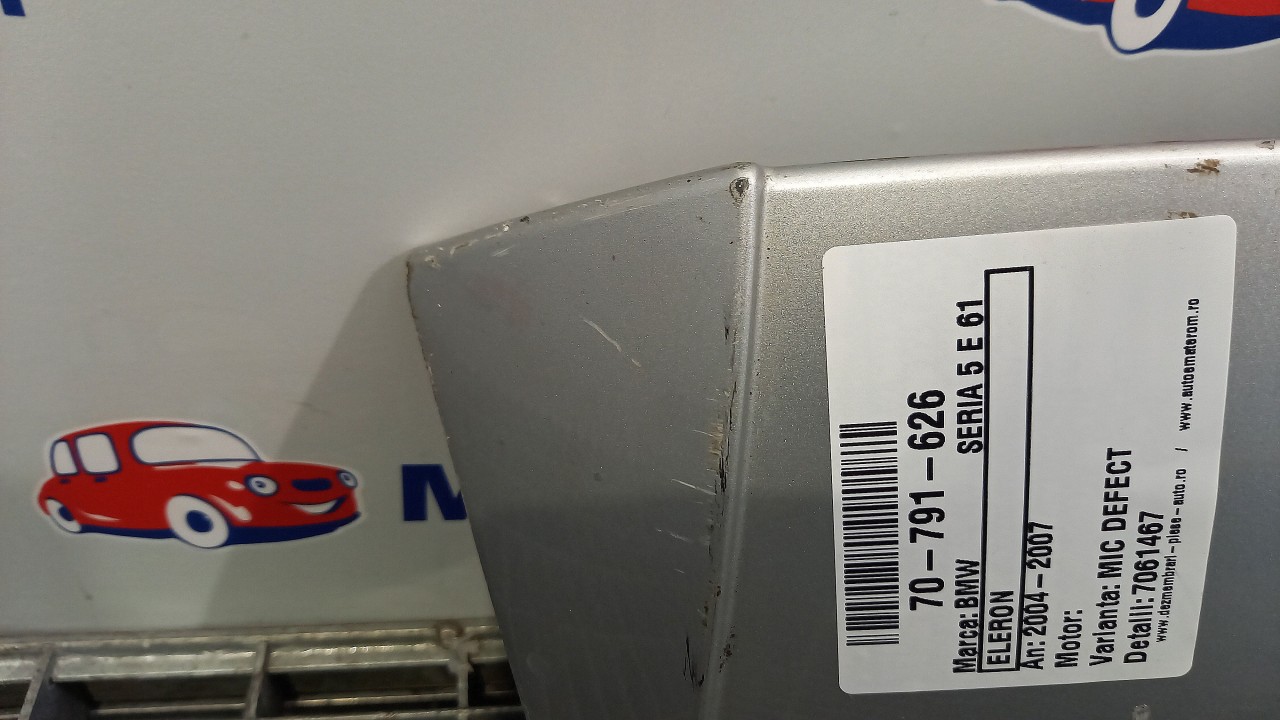 70-791-626
Marca: BMW SERIA 5 E 61
ELERON
An: 2004-2007
Motor:
Varianta: MIC DEFECT
Detalii: 7061467
www.dezmembrari-piese-auto.ro / www.autoematerom.ro
M